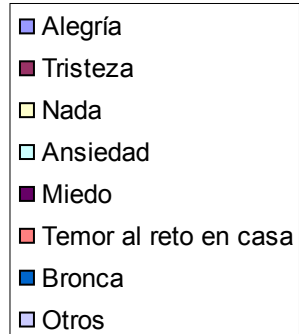 Alegría
Tristeza
Nada
Ansiedad
Miedo
Temor al reto en casa
Bronca
Otros